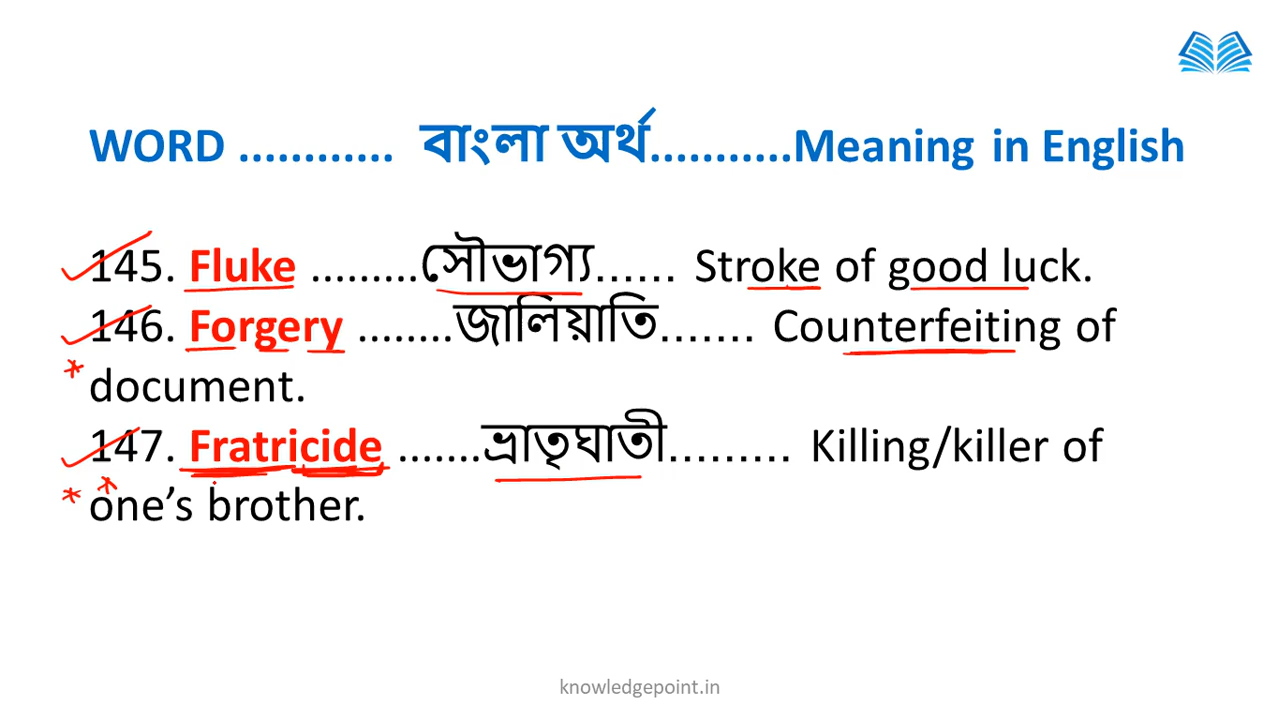 WORD ............ বাংলা অর্থ...........Meaning in English
145. Fluke .........সৌভাগ্য...... Stroke of good luck.
146. Forgery ........জালিয়াতি....... Counterfeiting of
document.
147. Fratricide .......ভ্রাতৃঘাতী......... Killing/killer of
one’s brother.
knowledgepoint.in